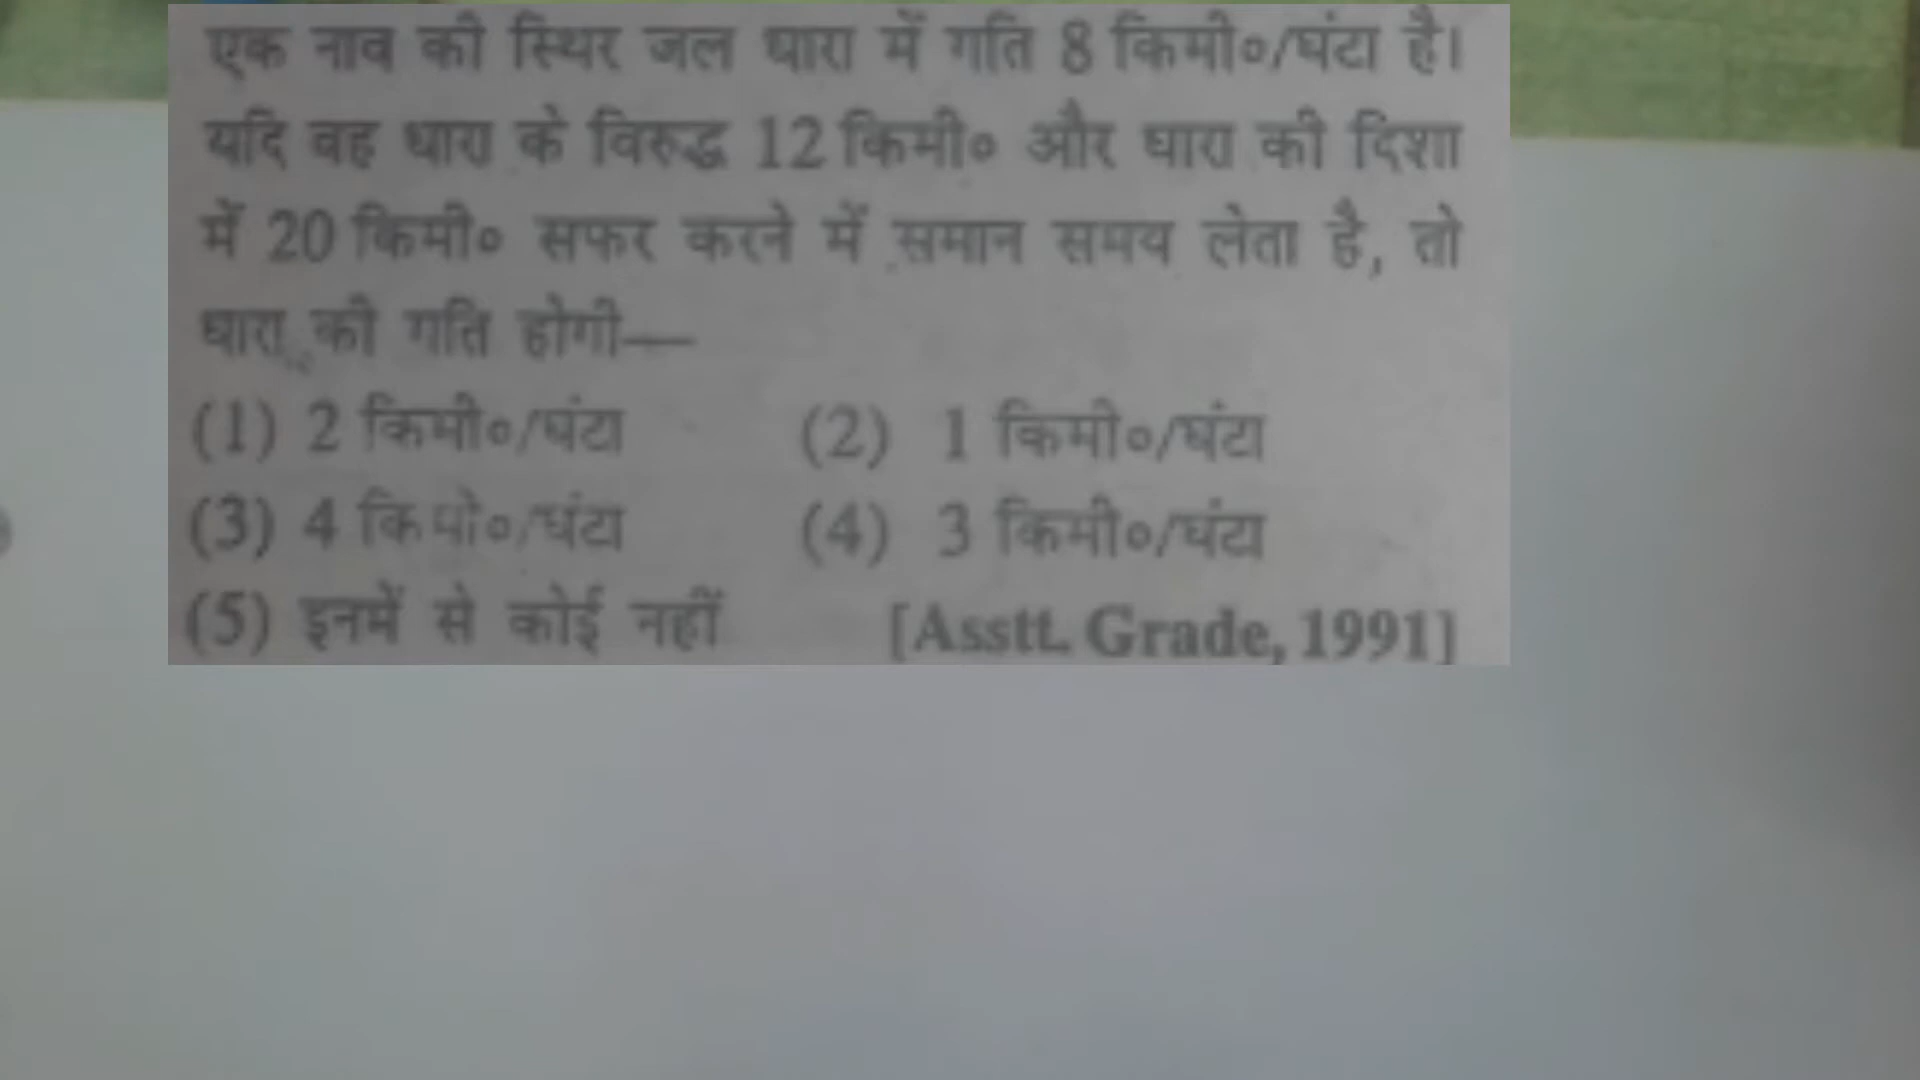 एक नाव की स्थिर जल धारा में गति 8 किमी०/घंटा है।
यदि वह धारा के विरुद्ध 12 किमी० और धारा की दिशा
में 20 किमी० सफर करने में समान समय लेता है, तो
धारा की गति होगी—
(1) 2 किमी०/घंटा (2) 1 किमी०/घंटा
(3) 4 किमी०/घंटा (4) 3 किमी०/घंटा
(5) इनमें से कोई नहीं [Asstt. Grade, 1991]